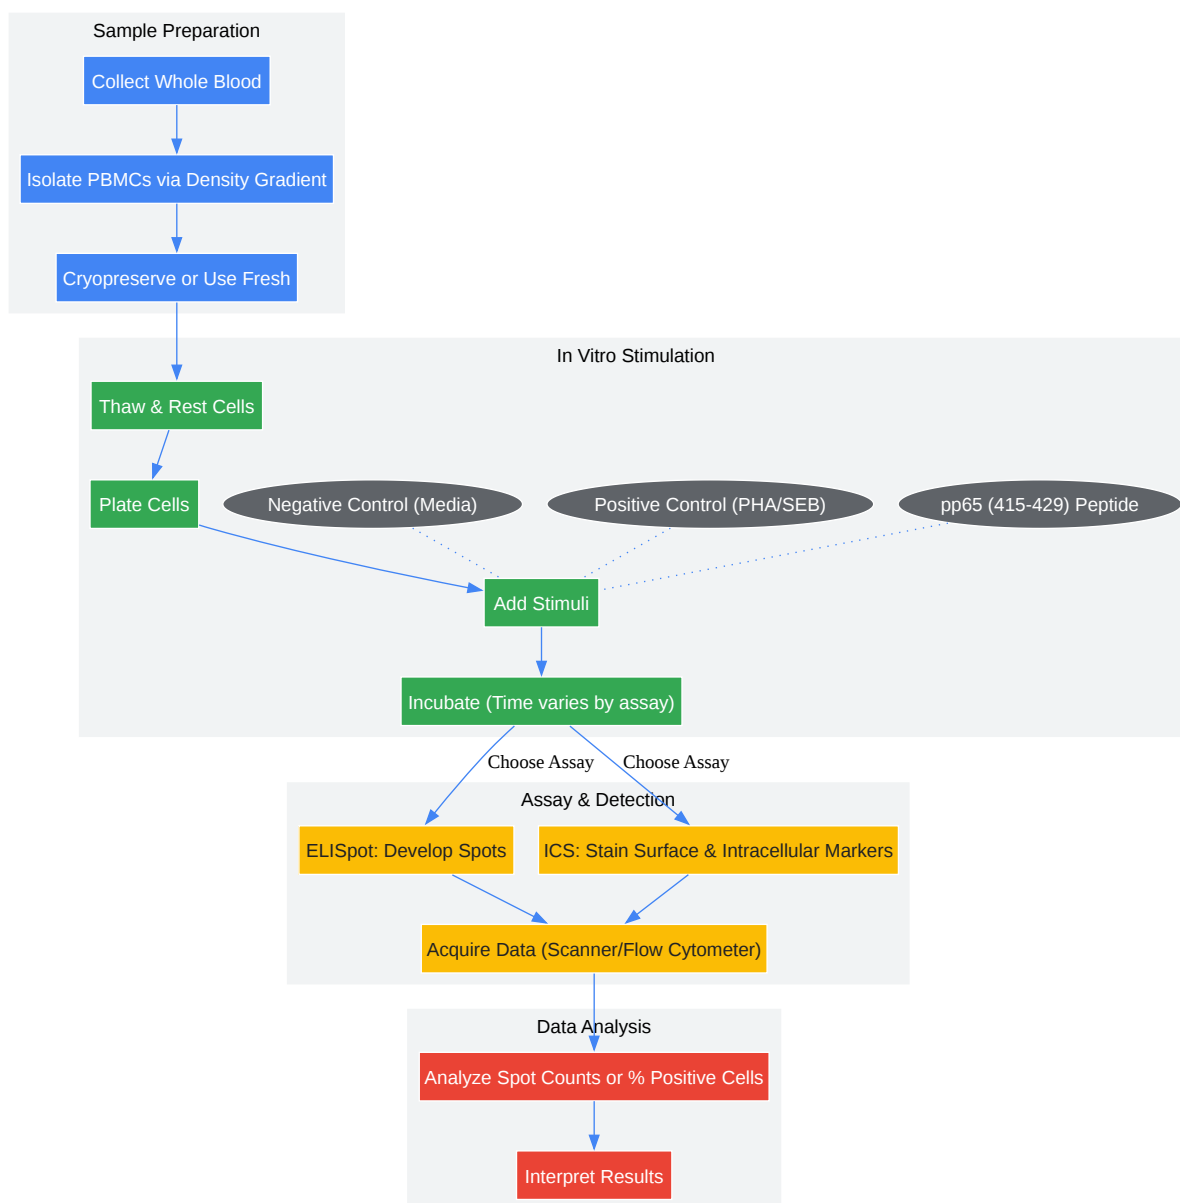 Sample Preparation
Collect Whole Blood
Isolate PBMCs via Density Gradient
Cryopreserve or Use Fresh
In Vitro Stimulation
Thaw & Rest Cells
Plate Cells
Negative Control (Media)
Positive Control (PHA/SEB)
pp65 (415-429) Peptide
Add Stimuli
Incubate (Time varies by assay)
Choose Assay
Choose Assay
Assay & Detection
ELISpot: Develop Spots
ICS: Stain Surface & Intracellular Markers
Acquire Data (Scanner/Flow Cytometer)
Data Analysis
Analyze Spot Counts or % Positive Cells
Interpret Results